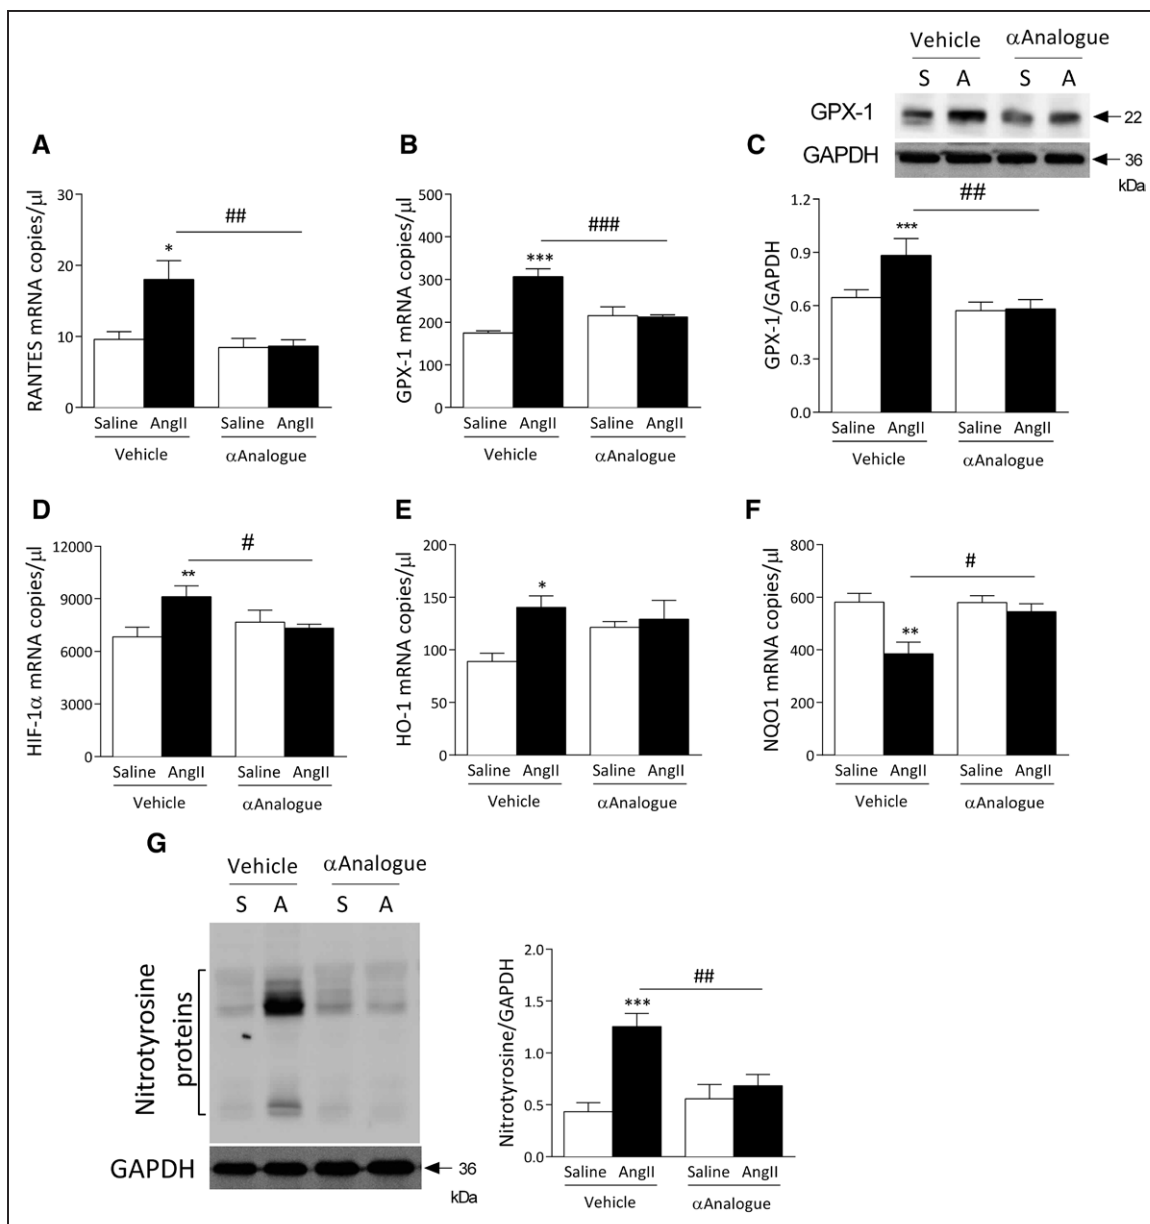 Vehicle αAnalogue
S A S A
GPX-1 22
GAPDH 36
kDa
A
RANTES mRNA copies/µl
30
20
10
0
*
##
Saline AngII Saline AngII
Vehicle αAnalogue
B
GPX-1 mRNA copies/µl
500
400
300
200
100
0
***
###
Saline AngII Saline AngII
Vehicle αAnalogue
C
GPX-1/GAPDH
1.2
0.9
0.6
0.3
0.0
***
##
Saline AngII Saline AngII
Vehicle αAnalogue
D
HIF-1α mRNA copies/µl
12000
9000
6000
3000
0
**
#
Saline AngII Saline AngII
Vehicle αAnalogue
E
HO-1 mRNA copies/µl
200
150
100
50
0
*
Saline AngII Saline AngII
Vehicle αAnalogue
F
NQO1 mRNA copies/µl
800
600
400
200
0
**
#
Saline AngII Saline AngII
Vehicle αAnalogue
G
Vehicle αAnalogue
S A S A
Nitrotyrosine
proteins
GAPDH 36
kDa
Nitrotyrosine/GAPDH
2.0
1.5
1.0
0.5
0.0
***
##
Saline AngII Saline AngII
Vehicle αAnalogue